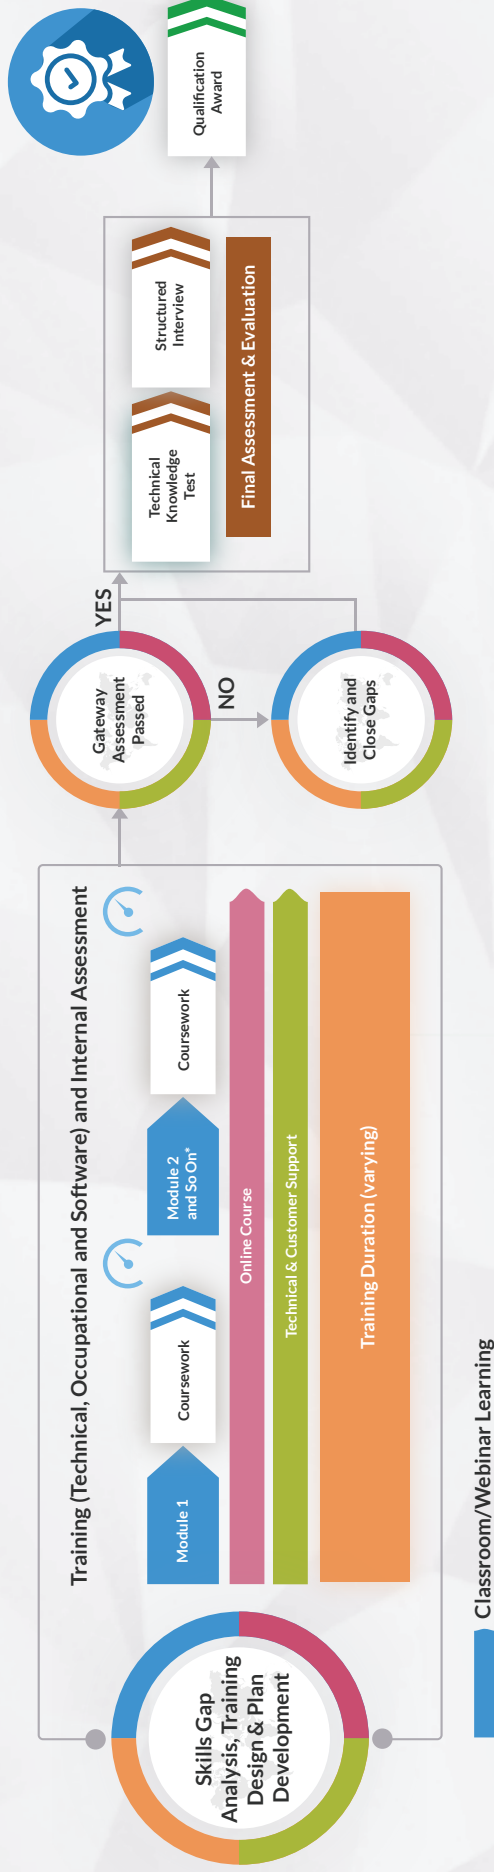 Skills Gap
Analysis, Training
Design & Plan
Development
Training (Technical, Occupational and Software) and Internal Assessment
Module 1
Coursework
Module 2
and So On*
Coursework
Online Course
Technical & Customer Support
Training Duration (varying)
Gateway
Assessment
Passed
YES
NO
Identify and
Close Gaps
Technical
Knowledge
Test
Structured
Interview
Final Assessment & Evaluation
Qualification
Award
Classroom/Webinar Learning